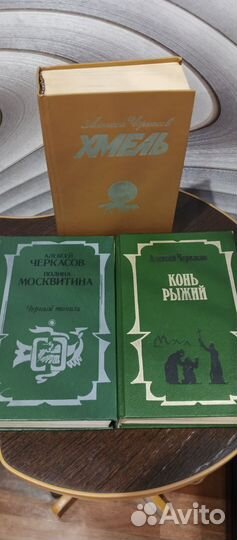 Алексей Черкасов
ХМЕЛЬ
АЛЕКСЕЙ
ЧЕРКАСОВ
ПОЛИНА
МОСКВИТИНА
Черный тополь
Алексей Черкасов
КОНЬ
РЫЖИЙ
Avito